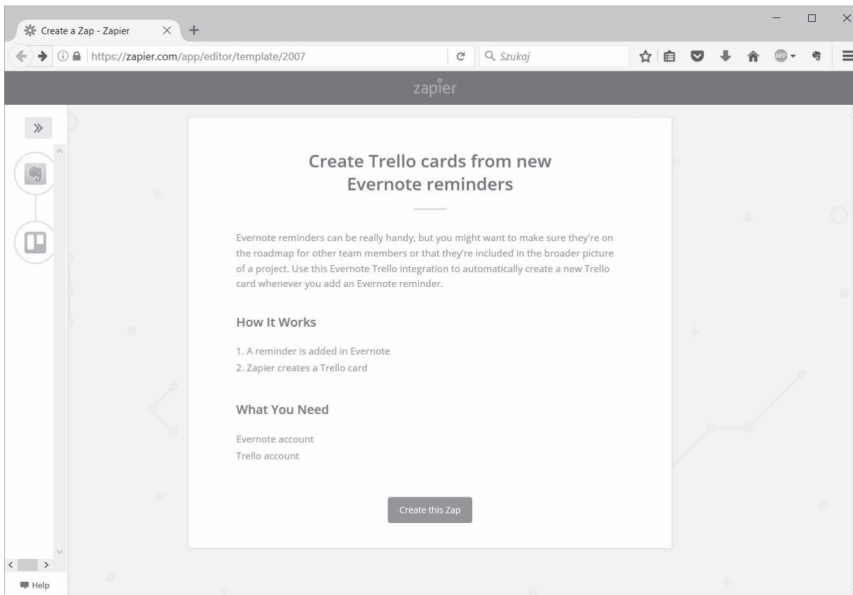 Create a Zap - Zapier
https://zapier.com/app/editor/template/2007
Szukaj
zapier
Create Trello cards from new
Evernote reminders
Evernote reminders can be really handy, but you might want to make sure they're on
the roadmap for other team members or that they're included in the broader picture
of a project. Use this Evernote Trello integration to automatically create a new Trello
card whenever you add an Evernote reminder.
How It Works
1. A reminder is added in Evernote
2. Zapier creates a Trello card
What You Need
Evernote account
Trello account
Create this Zap
Help